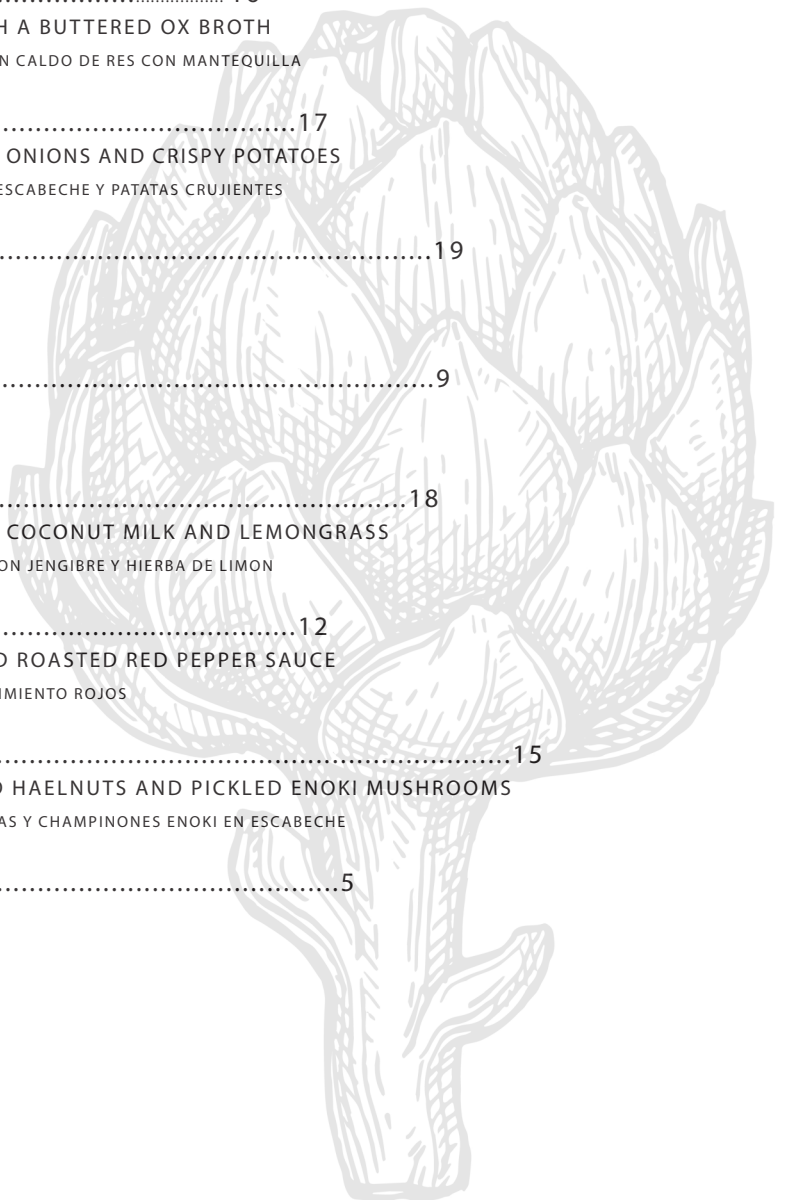 H A BUTTERED OX BROTH
N CALDO DE RES CON MANTEQUILLA
......................................17
ONIONS AND CRISPY POTATOES
ESCABECHE Y PATATAS CRUJIENTES
.......................................................19
.......................................................9
....................................................18
COCONUT MILK AND LEMONGRASS
ON JENGIBRE Y HIERBA DE LIMON
......................................12
D ROASTED RED PEPPER SAUCE
IMIENTO ROJOS
.................................................................15
D HAELNUTS AND PICKLED ENOKI MUSHROOMS
AS Y CHAMPINONES ENOKI EN ESCABECHE
...........................................5